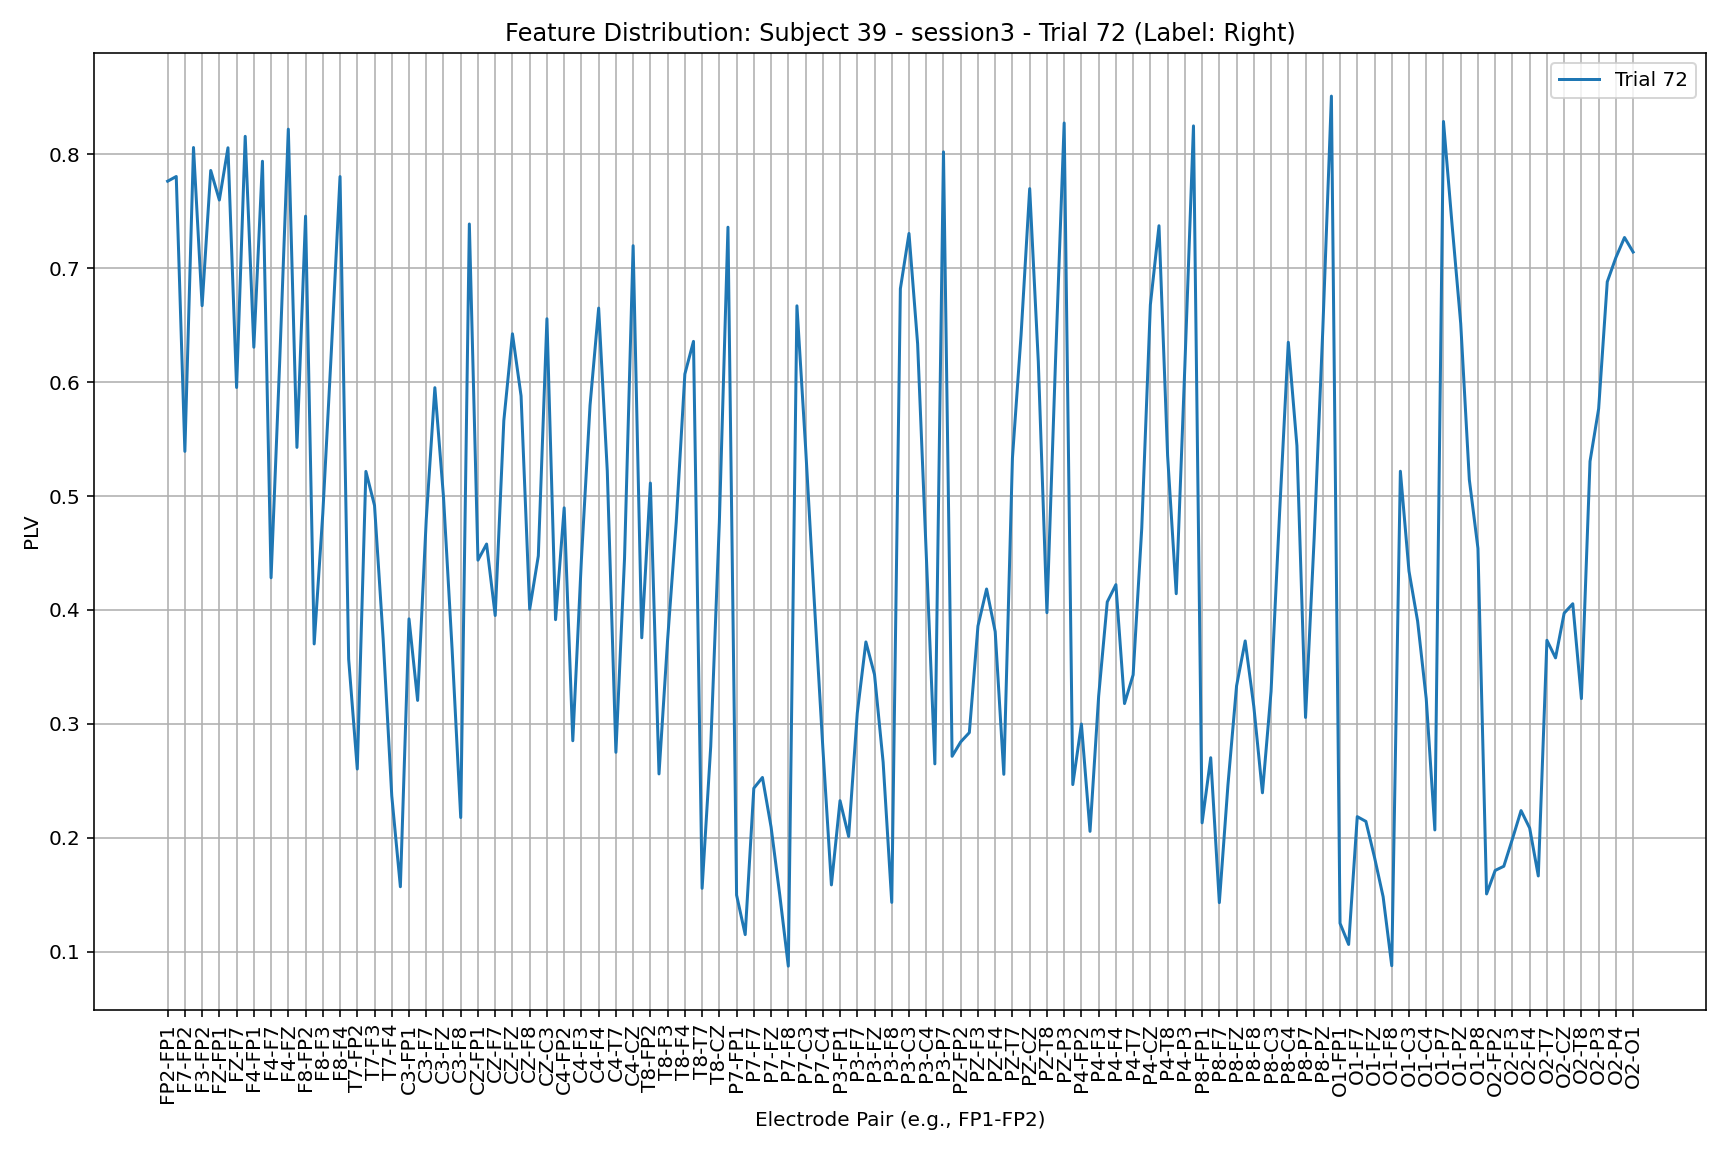 Feature Distribution: Subject 39 - session3 - Trial 72 (Label: Right)
Trial 72
PLV
0.8
0.7
0.6
0.5
0.4
0.3
0.2
0.1
FP2-FP1
F7-FP2
F3-FP2
FZ-FP1
FZ-F7
F4-FP1
F4-F7
F4-FZ
F8-FP2
F8-F3
F8-F4
T7-FP2
T7-F3
T7-F4
C3-FP1
C3-F7
C3-FZ
C3-F8
CZ-FP1
CZ-F7
CZ-FZ
CZ-F8
CZ-C3
C4-FP2
C4-F3
C4-F4
C4-T7
C4-CZ
T8-FP2
T8-F3
T8-F4
T8-T7
T8-CZ
P7-FP1
P7-F7
P7-FZ
P7-F8
P7-C3
P7-C4
P3-FP1
P3-F7
P3-FZ
P3-F8
P3-C3
P3-C4
P3-P7
PZ-FP2
PZ-F3
PZ-F4
PZ-T7
PZ-CZ
PZ-T8
PZ-P3
P4-FP2
P4-F3
P4-F4
P4-T7
P4-CZ
P4-T8
P4-P3
P8-FP1
P8-F7
P8-FZ
P8-F8
P8-C3
P8-C4
P8-P7
P8-PZ
O1-FP1
O1-F7
O1-FZ
O1-F8
O1-C3
O1-C4
O1-P7
O1-PZ
O1-P8
O2-FP2
O2-F3
O2-F4
O2-T7
O2-CZ
O2-T8
O2-P3
O2-P4
O2-O1
Electrode Pair (e.g., FP1-FP2)